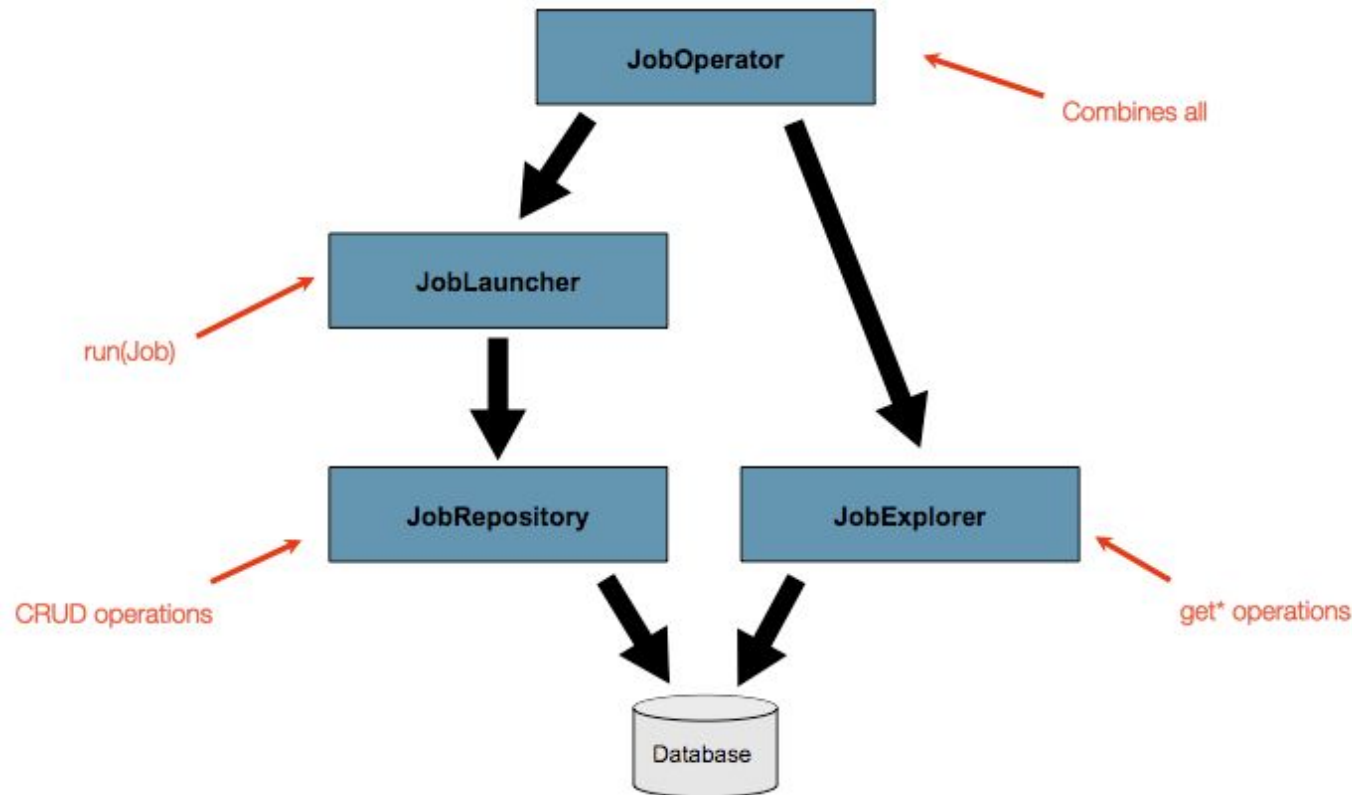 JobOperator
Combines all
JobLauncher
run(Job)
JobRepository
JobExplorer
CRUD operations
get* operations
Database